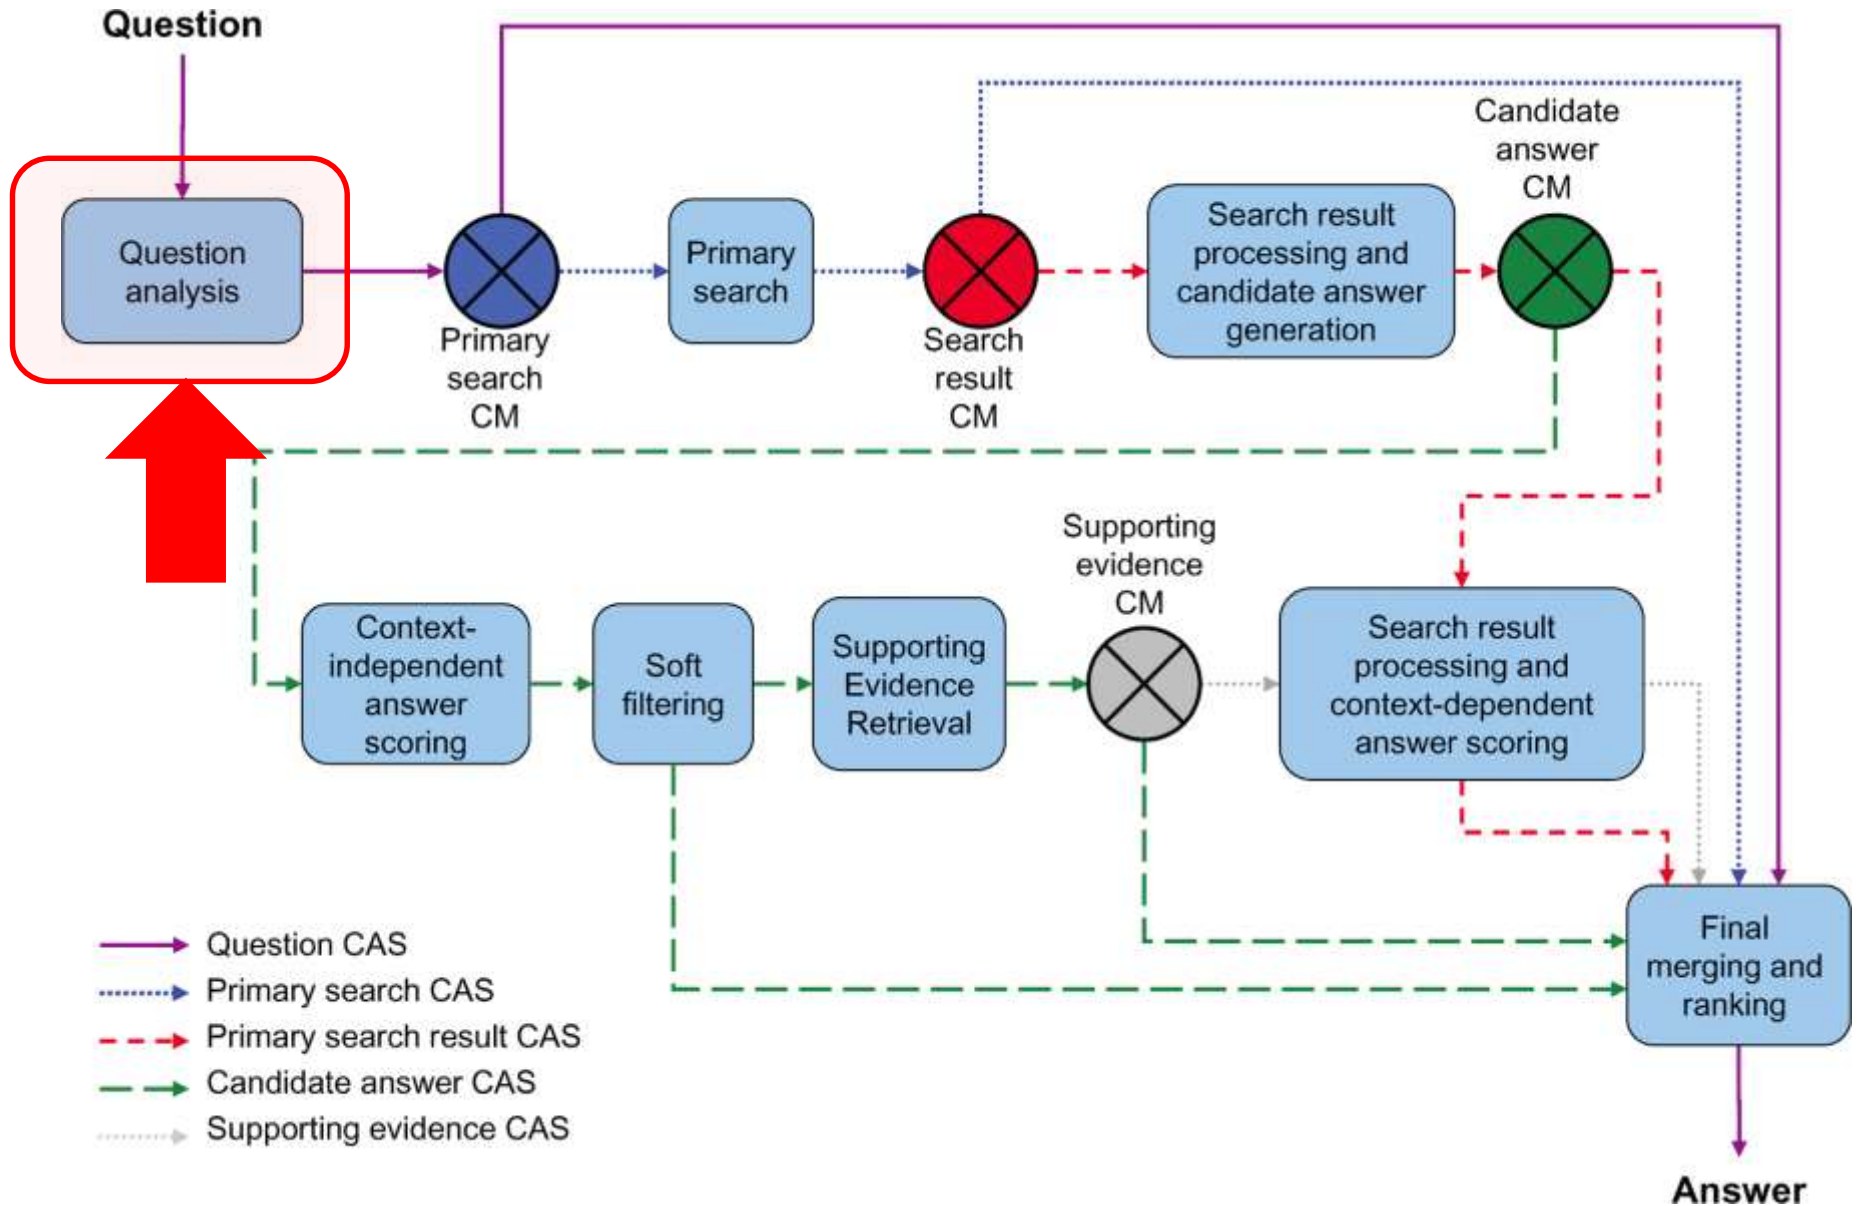 Question
Question
analysis
Primary
search
CM
Primary
search
Search
result
CM
Search result
processing and
candidate answer
generation
Candidate
answer
CM
Context-
independent
answer
scoring
Soft
filtering
Supporting
Evidence
Retrieval
Supporting
evidence
CM
Search result
processing and
context-dependent
answer scoring
Final
merging and
ranking
Question CAS
Primary search CAS
Primary search result CAS
Candidate answer CAS
Supporting evidence CAS
Answer